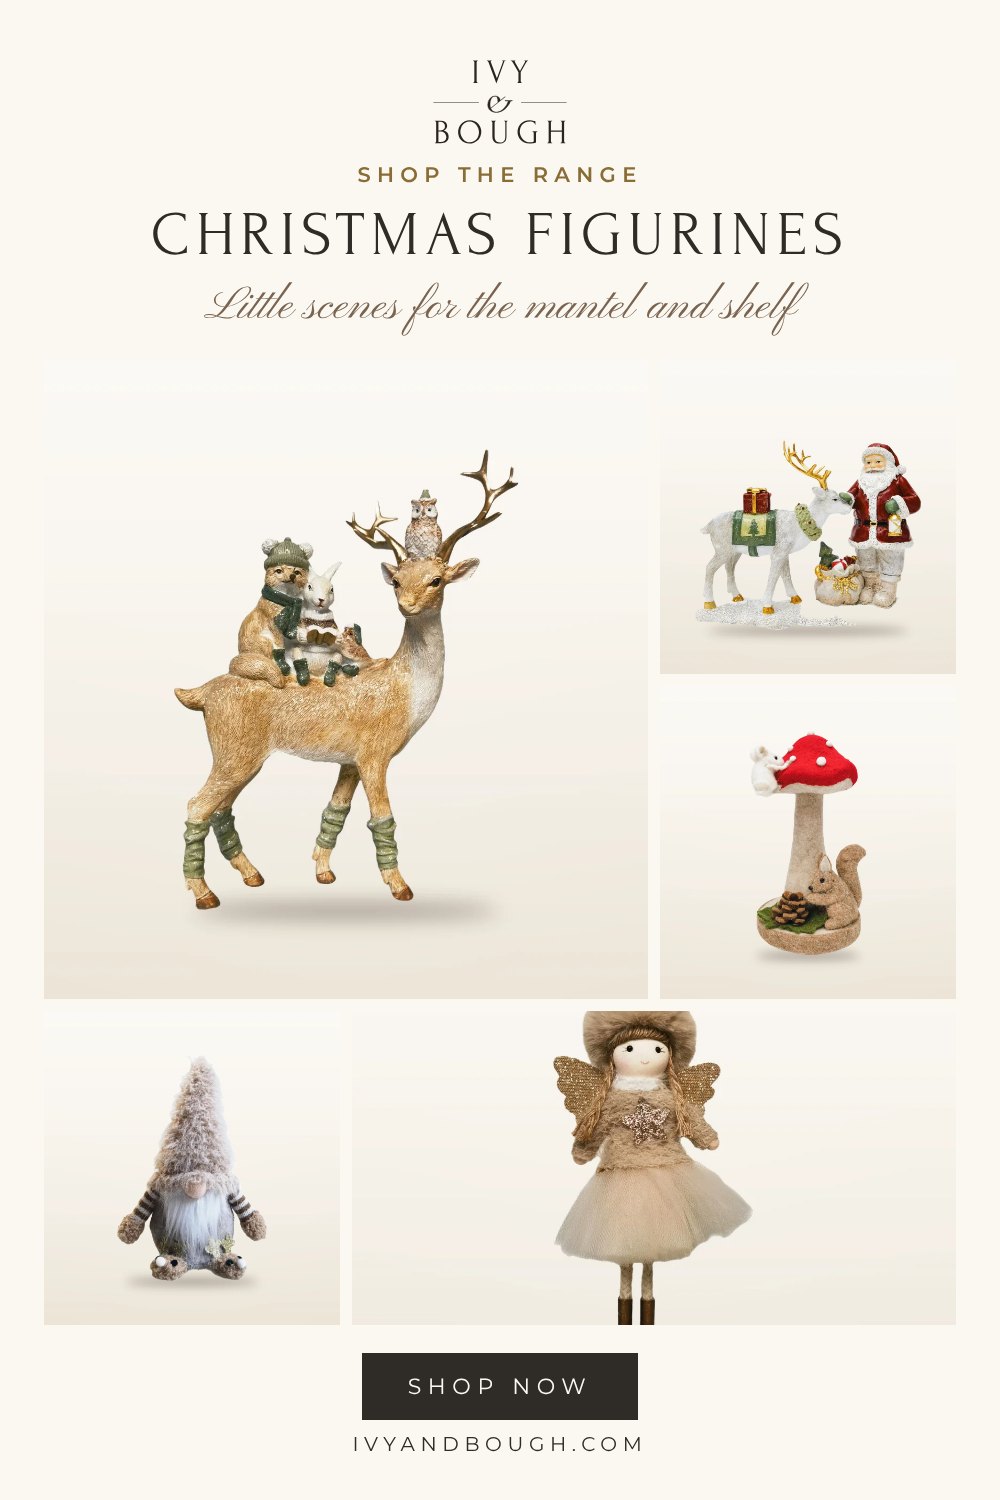 IVY
&
BOUGH
SHOP THE RANGE
CHRISTMAS FIGURINES
Little scenes for the mantel and shelf
SHOP NOW
IVYANDBOUGH.COM